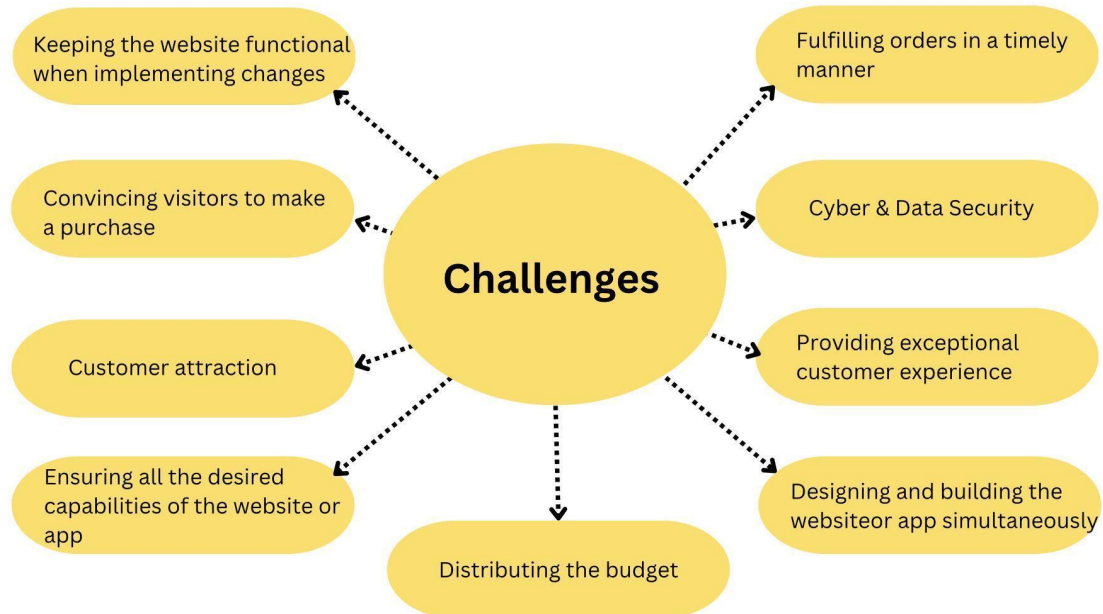 Keeping the website functional
when implementing changes
Fulfilling orders in a timely
manner
Convincing visitors to make
a purchase
Cyber & Data Security
Challenges
Customer attraction
Providing exceptional
customer experience
Ensuring all the desired
capabilities of the website or
app
Designing and building the
websiteor app simultaneously
Distributing the budget